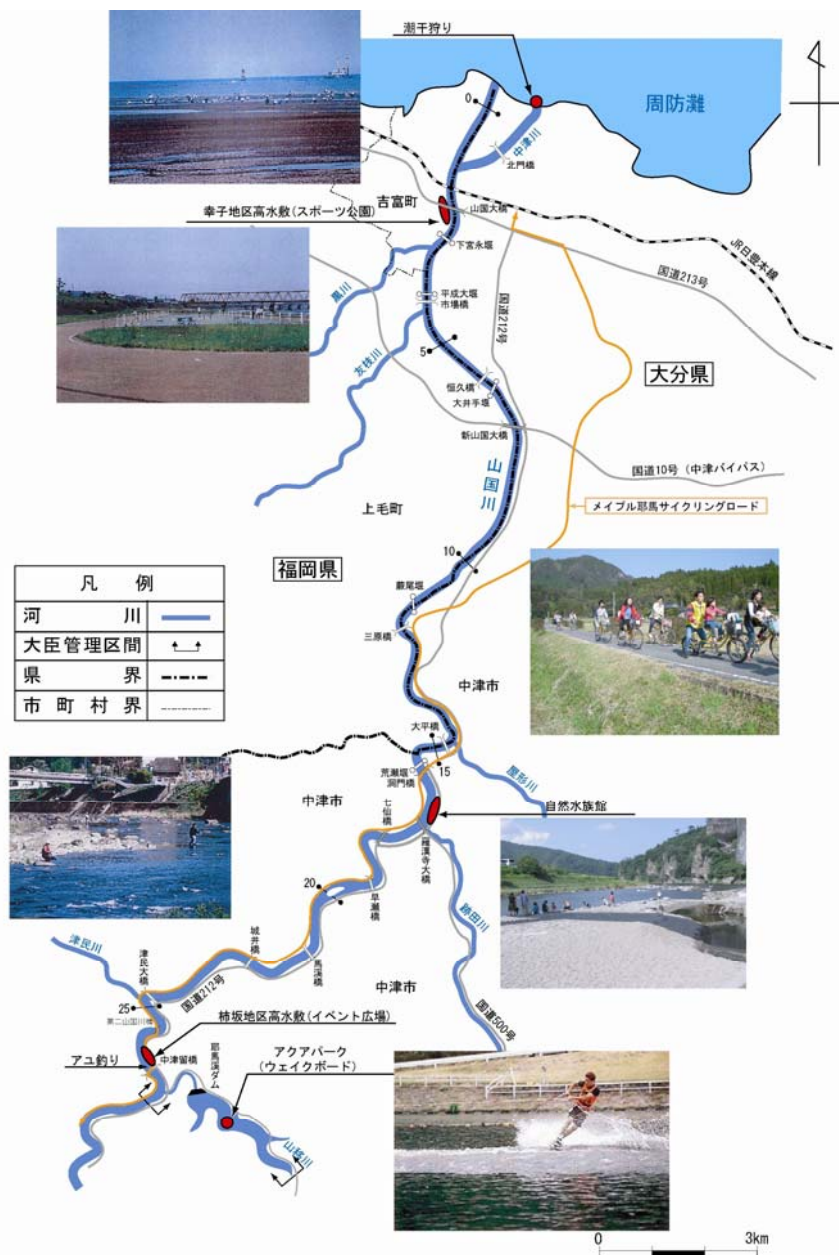 潮干狩り
周防灘
0
中津川
北門橋
吉富町
山国大橋
幸子地区高水敷(スポーツ公園)
下宮永堰
JR日豊本線
国道213号
国道212号
黒川
平成大堰
市場橋
友枝川
5
恒久橋
大井手堰
大分県
新山国大橋
国道10号(中津バイパス)
山国川
メイプル耶馬サイクリングロード
上毛町
10
福岡県
蕨尾堰
三原橋
凡 例
河 川
大臣管理区間
県 界
市町村界
中津市
大平橋
15
荒瀬堰
洞門橋
屋形川
中津市
七仙橋
自然水族館
羅漢寺大橋
20
早瀬橋
跡田川
城井橋
馬溪橋
津民川
津民大橋
中津市
国道212号
25
第二山国川橋
国道500号
柿坂地区高水敷(イベント広場)
アユ釣り
中津留橋
耶馬溪ダム
アクアパーク
(ウェイクボード)
山移川
0 3km